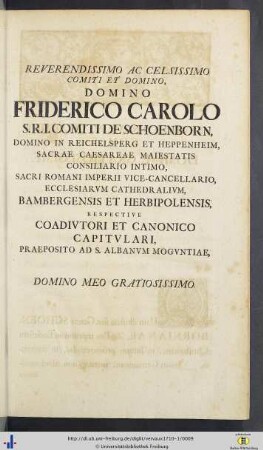 REVERENDISSIMO AC CELSISSIMO
COMITI ET DOMINO,
DOMINO
FRIDERICO CAROLO
S.R.I. COMITI DE SCHOENBORN,
DOMINO IN REICHELSPERG ET HEPPENHEIM,
SACRAE CAESAREAE MAIESTATIS
CONSILIARIO INTIMO,
SACRI ROMANI IMPERII VICE-CANCELLARIO,
ECCLESIARVM CATHEDRALIVM,
BAMBERGENSIS ET HERBIPOLENSIS,
RESPECTIVE
COADIVTORI ET CANONICO
CAPITVLARI,
PRAEPOSITO AD S. ALBANVM MOGVNTIAE,
DOMINO MEO GRATIOSISSIMO.